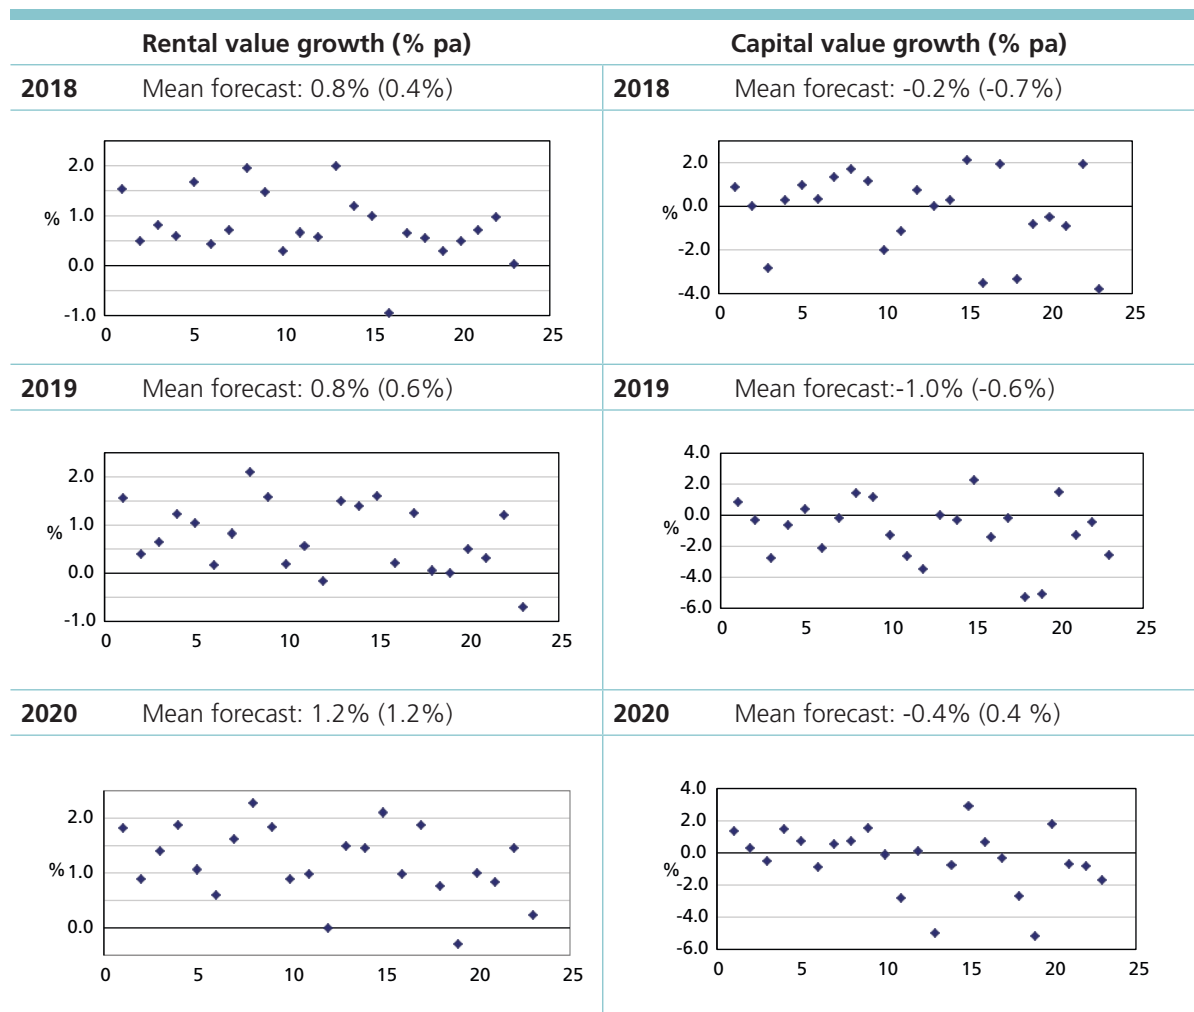 Rental value growth (% pa)
Capital value growth (% pa)
2018 Mean forecast: 0.8% (0.4%)
2018 Mean forecast: -0.2% (-0.7%)
2.0
%
1.0
0.0
-1.0
0 5 10 15 20 25
2.0
0.0
%
-2.0
-4.0
0 5 10 15 20 25
2019 Mean forecast: 0.8% (0.6%)
2019 Mean forecast:-1.0% (-0.6%)
2.0
1.0
%
0.0
-1.0
0 5 10 15 20 25
4.0
2.0
0.0
%
-2.0
-4.0
-6.0
0 5 10 15 20 25
2020 Mean forecast: 1.2% (1.2%)
2020 Mean forecast: -0.4% (0.4 %)
2.0
% 1.0
0.0
0 5 10 15 20 25
4.0
2.0
0.0
%
-2.0
-4.0
-6.0
0 5 10 15 20 25